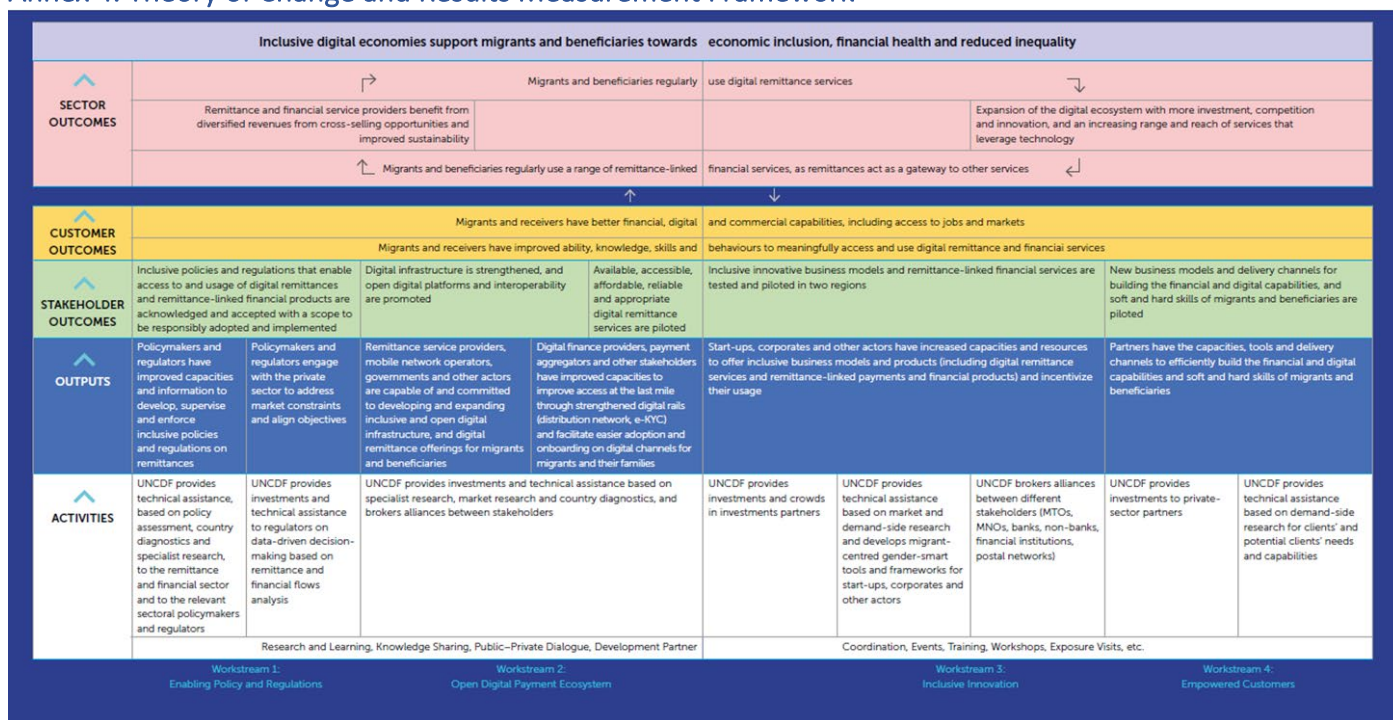 Annex 4: Theory of Change and Results Measurement Framework
Inclusive digital economies support migrants and beneficiaries towards economic inclusion, financial health and reduced inequality
SECTOR
OUTCOMES
Migrants and beneficiaries regularly use digital remittance services
Remittance and financial service providers benefit from
diversified revenues from cross-selling opportunities and
improved sustainability
Expansion of the digital ecosystem with more investment, competition
and innovation, and an increasing range and reach of services that
leverage technology
Migrants and beneficiaries regularly use a range of remittance-linked financial services, as remittances act as a gateway to other services
CUSTOMER
OUTCOMES
Migrants and receivers have better financial, digital and commercial capabilities, including access to jobs and markets
Migrants and receivers have improved ability, knowledge, skills and behaviours to meaningfully access and use digital remittance and financial services
STAKEHOLDER
OUTCOMES
Inclusive policies and regulations that enable
access to and usage of digital remittances
and remittance-linked financial products are
acknowledged and accepted with a scope to
be responsibly adopted and implemented
Digital infrastructure is strengthened, and
open digital platforms and interoperability
are promoted
Available, accessible,
affordable, reliable
and appropriate
digital remittance
services are piloted
Inclusive innovative business models and remittance-linked financial services are
tested and piloted in two regions
New business models and delivery channels for
building the financial and digital capabilities, and
soft and hard skills of migrants and beneficiaries are
piloted
OUTPUTS
Policymakers and
regulators have
improved capacities
and information to
develop, supervise
and enforce
inclusive policies
and regulations on
remittances
Policymakers and
regulators engage
with the private
sector to address
market constraints
and align objectives
Remittance service providers,
mobile network operators,
governments and other actors
are capable of and committed
to developing and expanding
inclusive and open digital
infrastructure, and digital
remittance offerings for migrants
and beneficiaries
Digital finance providers, payment
aggregators and other stakeholders
have improved capacities to
improve access at the last mile
through strengthened digital rails
(distribution network, e-KYC)
and facilitate easier adoption and
onboarding on digital channels for
migrants and their families
Start-ups, corporates and other actors have increased capacities and resources
to offer inclusive business models and products (including digital remittance
services and remittance-linked payments and financial products) and incentivize
their usage
Partners have the capacities, tools and delivery
channels to efficiently build the financial and digital
capabilities and soft and hard skills of migrants and
beneficiaries
ACTIVITIES
UNCDF provides
technical assistance,
based on policy
assessment, country
diagnostics and
specialist research,
to the remittance
and financial sector
and to the relevant
sectoral policymakers
and regulators
UNCDF provides
investments and
technical assistance
to regulators on
data-driven decision-
making based on
remittance and
financial flows
analysis
UNCDF provides investments and technical assistance based on
specialist research, market research and country diagnostics, and
brokers alliances between stakeholders
UNCDF provides
investments and crowds
in investments partners
UNCDF provides
technical assistance
based on market and
demand-side research
and develops migrant-
centred gender-smart
tools and frameworks for
start-ups, corporates and
other actors
UNCDF brokers alliances
between different
stakeholders (MTOs,
MNOs, banks, non-banks,
financial institutions,
postal networks)
UNCDF provides
investments to private-
sector partners
UNCDF provides
technical assistance
based on demand-side
research for clients' and
potential clients' needs
and capabilities
Research and Learning, Knowledge Sharing, Public–Private Dialogue, Development Partner Coordination, Events, Training, Workshops, Exposure Visits, etc.
Workstream 1:
Enabling Policy and Regulations
Workstream 2:
Open Digital Payment Ecosystem
Workstream 3:
Inclusive Innovation
Workstream 4:
Empowered Customers